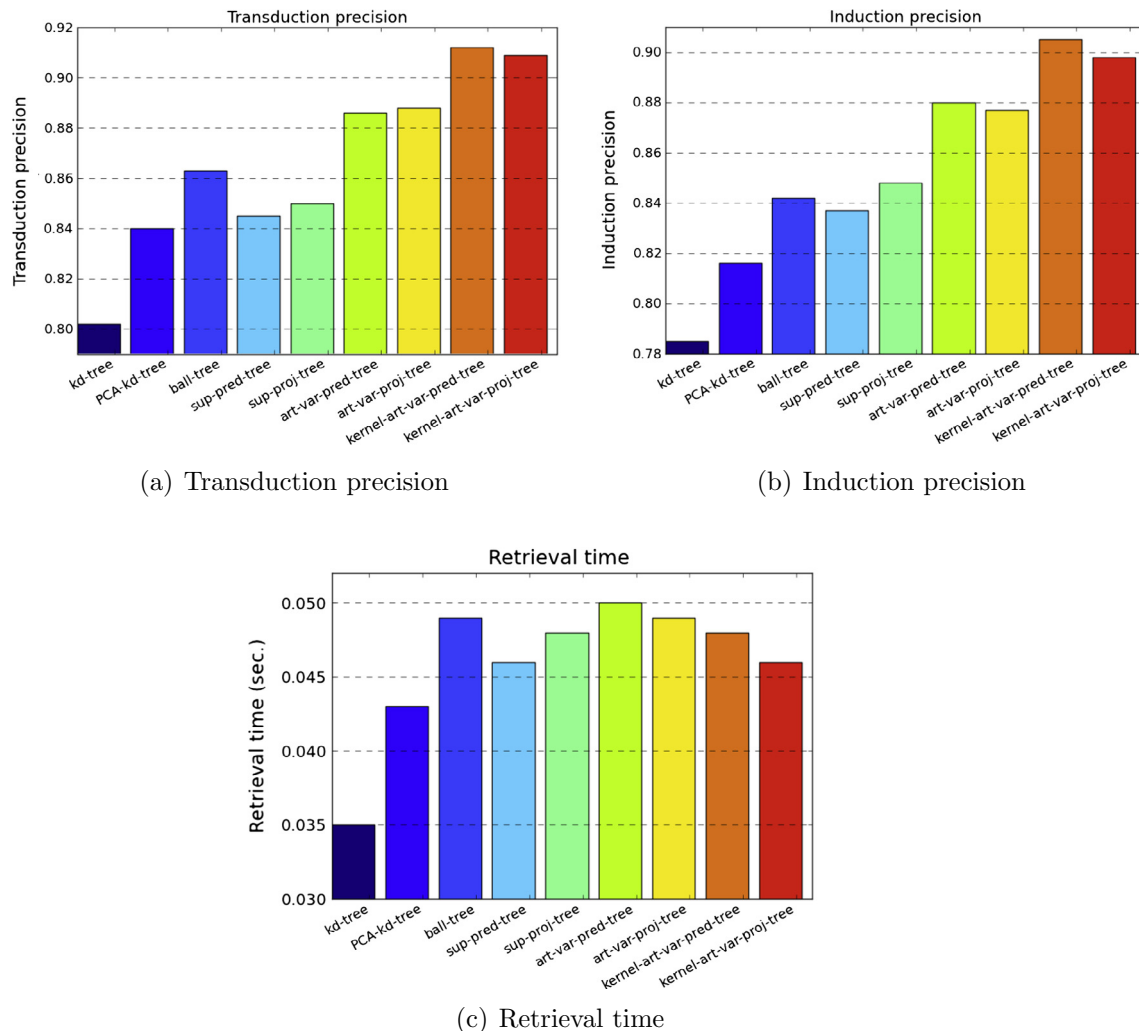 Transduction precision
Transduction precision
0.92
0.90
0.88
0.86
0.84
0.82
0.80
kd-tree
PCA-kd-tree
ball-tree
sup-pred-tree
sup-proj-tree
art-var-pred-tree
art-var-proj-tree
kernel-art-var-pred-tree
kernel-art-var-proj-tree
(a) Transduction precision
Induction precision
Induction precision
0.90
0.88
0.86
0.84
0.82
0.80
0.78
kd-tree
PCA-kd-tree
ball-tree
sup-pred-tree
sup-proj-tree
art-var-pred-tree
art-var-proj-tree
kernel-art-var-pred-tree
kernel-art-var-proj-tree
(b) Induction precision
Retrieval time
Retrieval time (sec.)
0.050
0.045
0.040
0.035
0.030
kd-tree
PCA-kd-tree
ball-tree
sup-pred-tree
sup-proj-tree
art-var-pred-tree
art-var-proj-tree
kernel-art-var-pred-tree
kernel-art-var-proj-tree
(c) Retrieval time